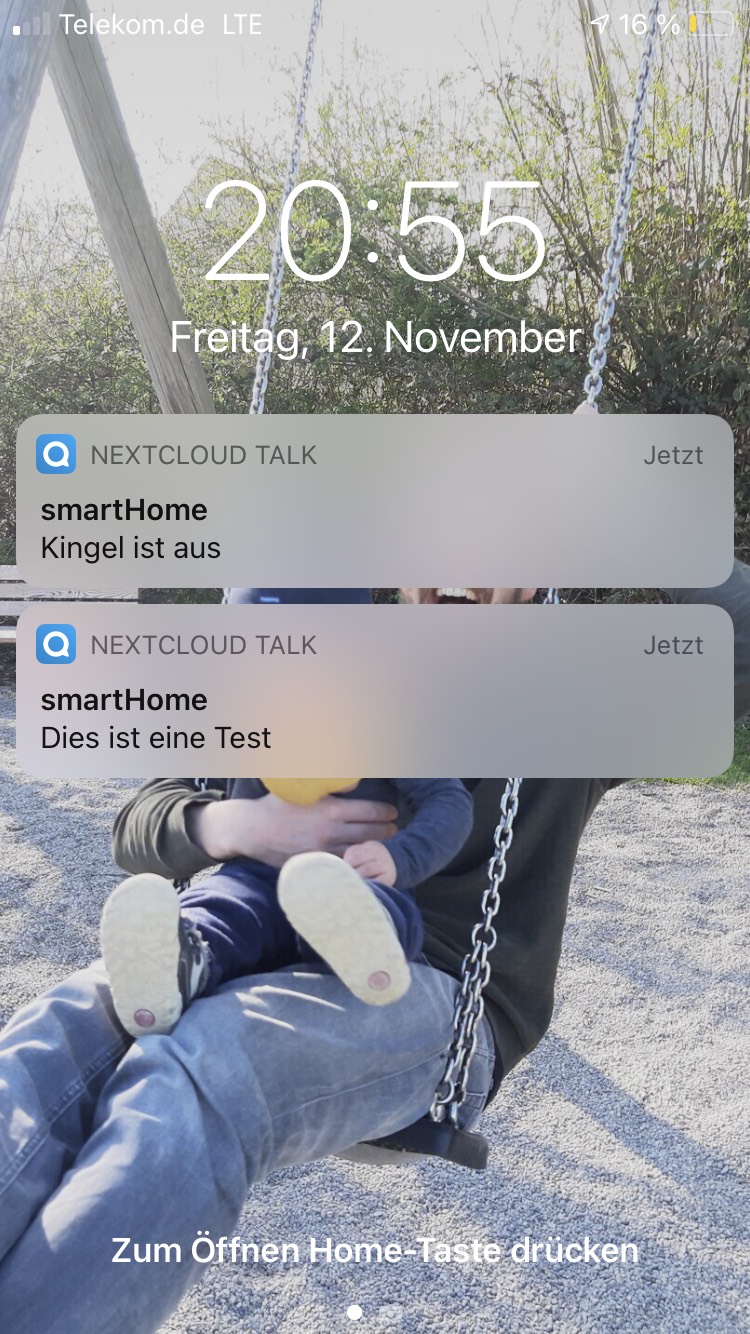 Telekom.de LTE 16 %
20:55
Freitag, 12. November
NEXTCLOUD TALK Jetzt
smartHome
Kingel ist aus
NEXTCLOUD TALK Jetzt
smartHome
Dies ist eine Test
Zum Öffnen Home-Taste drücken